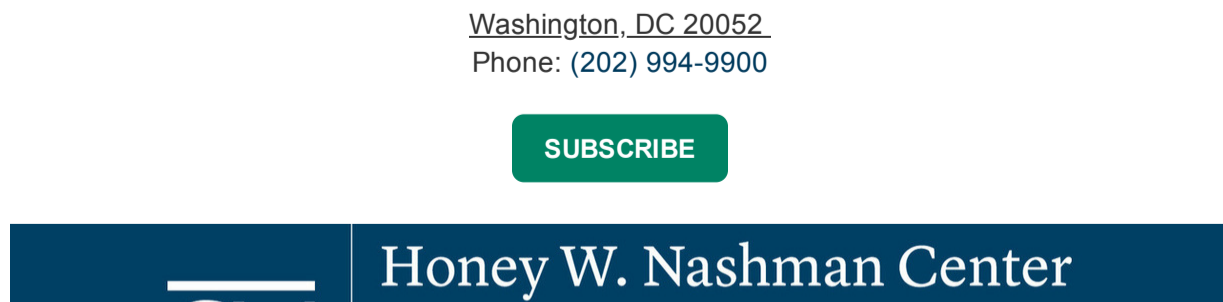 Washington, DC 20052
Phone: (202) 994-9900
SUBSCRIBE
Honey W. Nashman Center